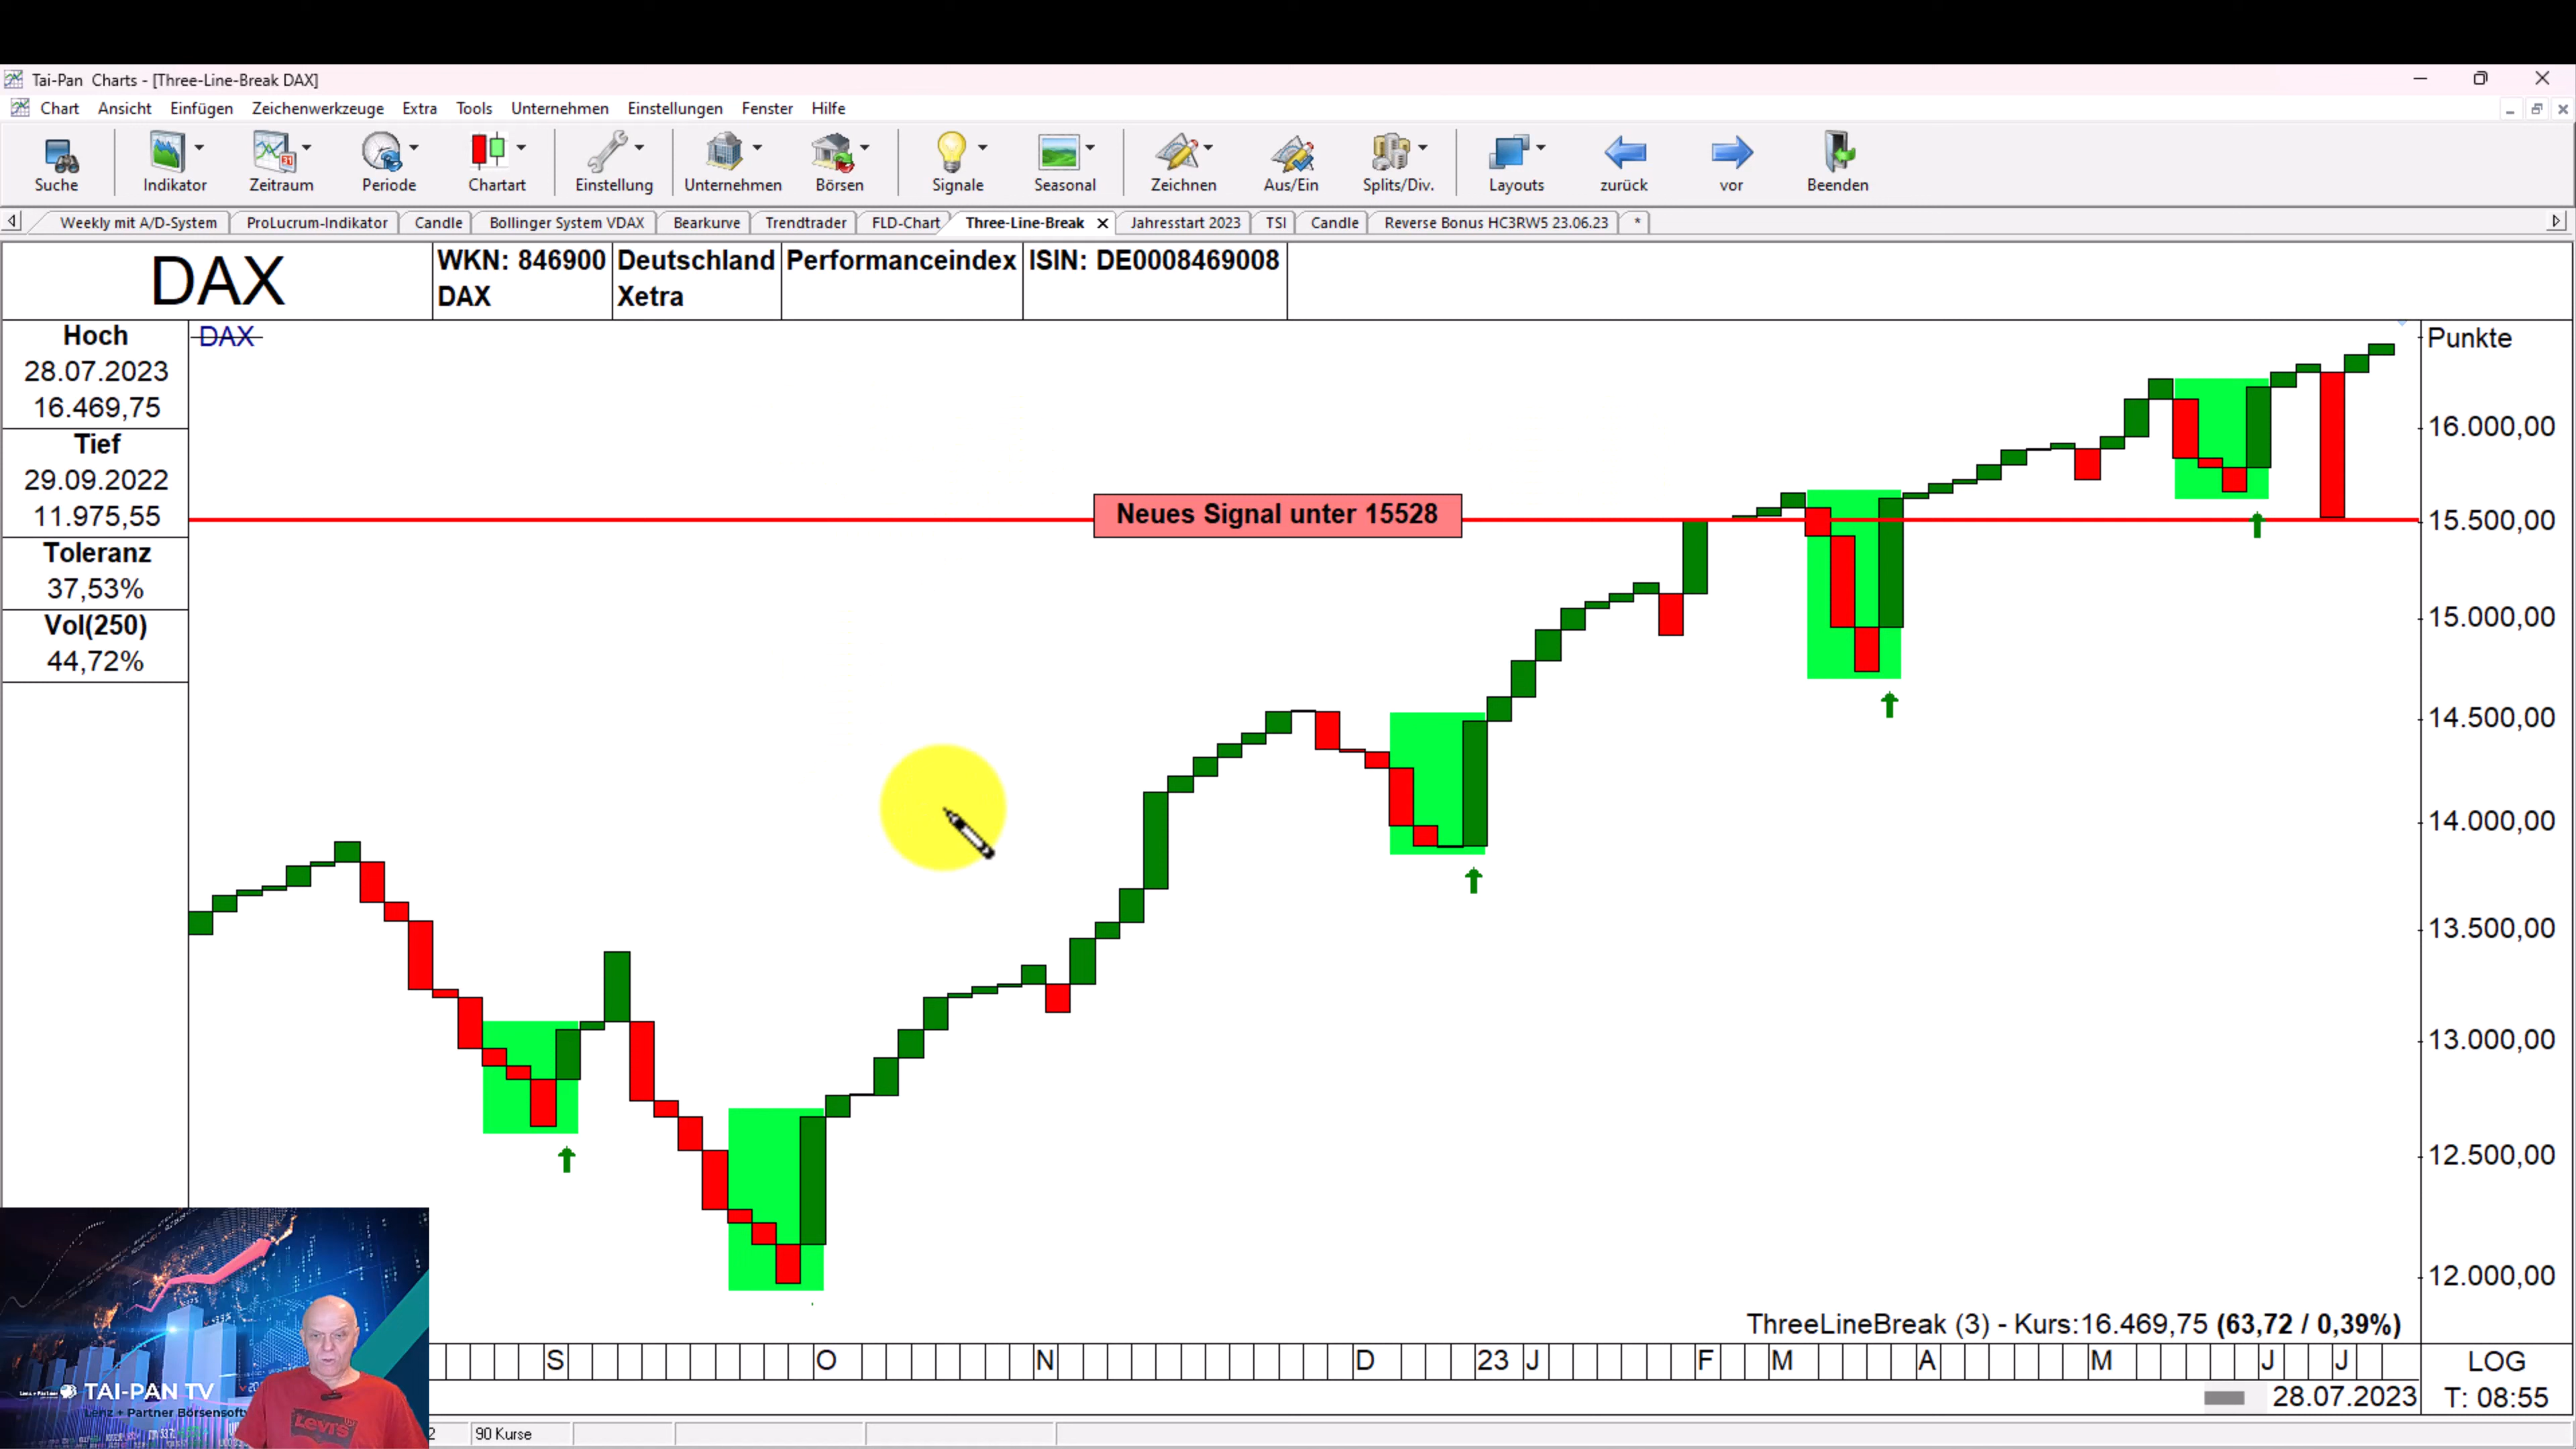 Tai-Pan Charts - [Three-Line-Break DAX]
Chart Ansicht Einfügen Zeichenwerkzeuge Extra Tools Unternehmen Einstellungen Fenster Hilfe
Suche Indikator Zeitraum Periode Chartart Einstellung Unternehmen Börsen Signale Seasonal Zeichnen Aus/Ein Splits/Div. Layouts zurück vor Beenden
Weekly mit A/D-System ProLucrum-Indikator Candle Bollinger System VDAX Bearkurve Trendtrader FLD-Chart Three-Line-Break Jahresstart 2023 TSI Candle Reverse Bonus HC3RW5 23.06.23 *
DAX
WKN: 846900 Deutschland Performanceindex ISIN: DE0008469008
DAX Xetra
Hoch
28.07.2023
16.469,75
Tief
29.09.2022
11.975,55
Toleranz
37,53%
Vol(250)
44,72%
DAX
Neues Signal unter 15528
Punkte
16.000,00
15.500,00
15.000,00
14.500,00
14.000,00
13.500,00
13.000,00
12.500,00
12.000,00
ThreeLineBreak (3) - Kurs:16.469,75 (63,72 / 0,39%)
S O N D 23 J F M A M J J
LOG
28.07.2023
T: 08:55
TAI-PAN TV
Lenz + Partner Börsensoftw
Levi's
2 90 Kurse